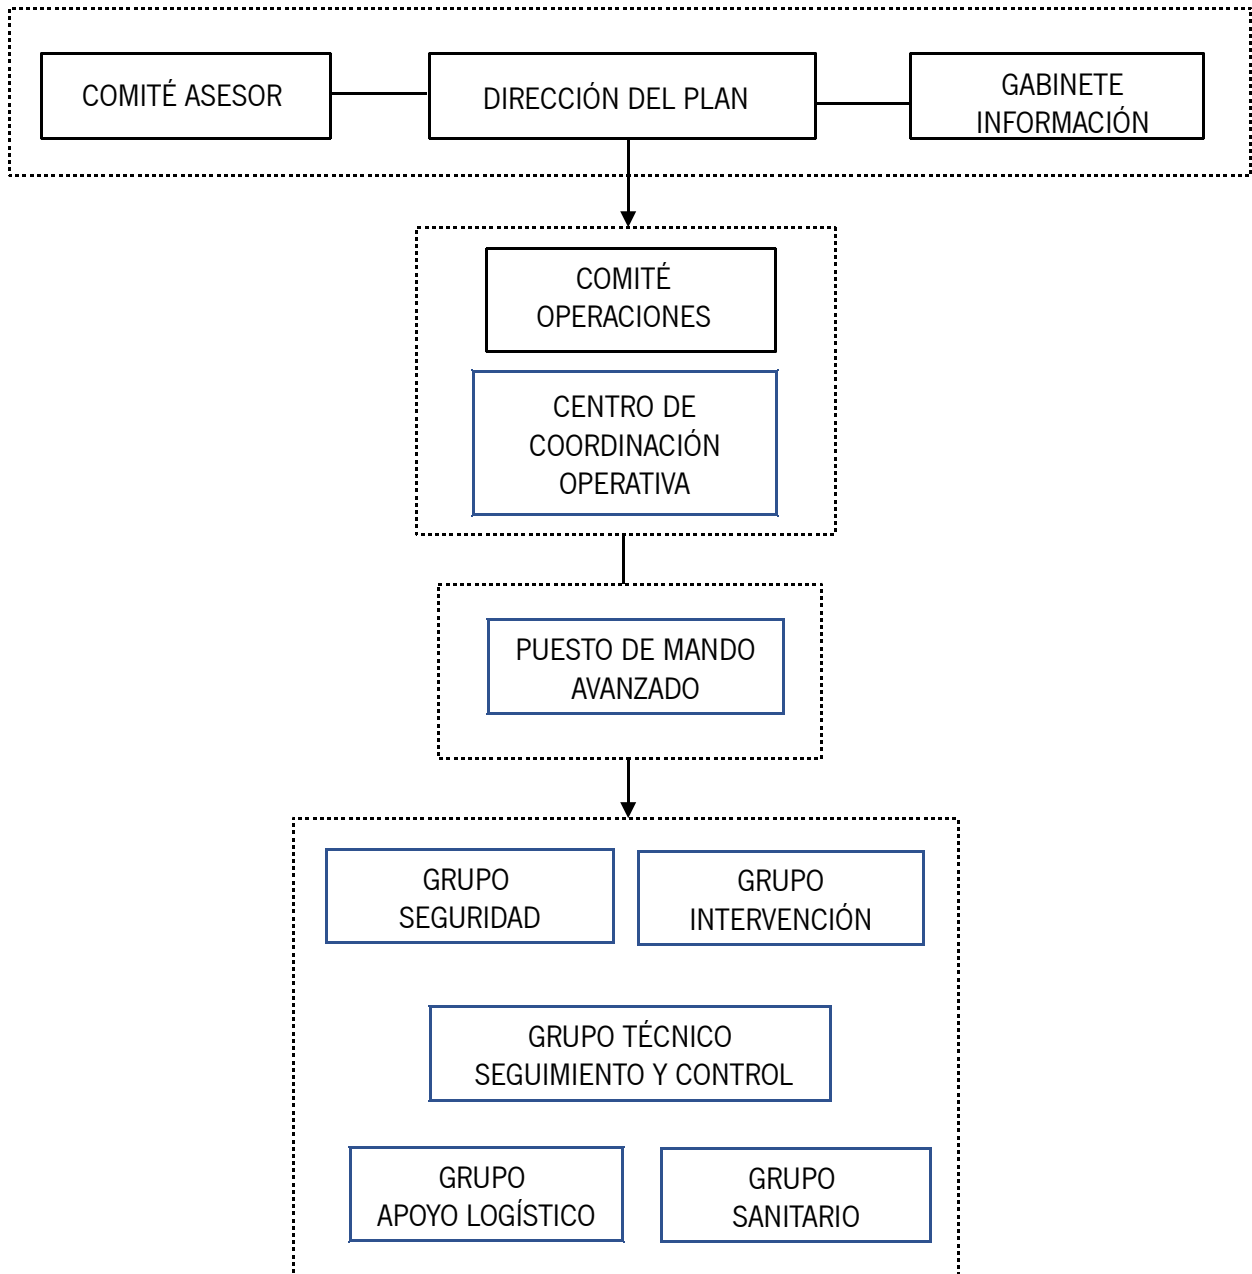 COMITÉ ASESOR
DIRECCIÓN DEL PLAN
GABINETE
INFORMACIÓN
COMITÉ
OPERACIONES
CENTRO DE
COORDINACIÓN
OPERATIVA
PUESTO DE MANDO
AVANZADO
GRUPO
SEGURIDAD
GRUPO
INTERVENCIÓN
GRUPO TÉCNICO
SEGUIMIENTO Y CONTROL
GRUPO
APOYO LOGÍSTICO
GRUPO
SANITARIO